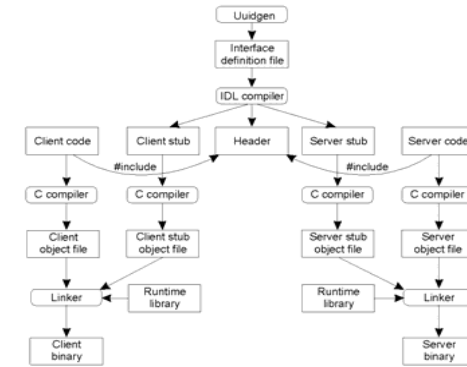 Uuidgen
Interface
definition file
IDL compiler
Client code
Client stub
Header
Server stub
Server code
#include
#include
C compiler
C compiler
C compiler
C compiler
Client
object file
Client stub
object file
Server stub
object file
Server
object file
Linker
Runtime
library
Runtime
library
Linker
Client
binary
Server
binary